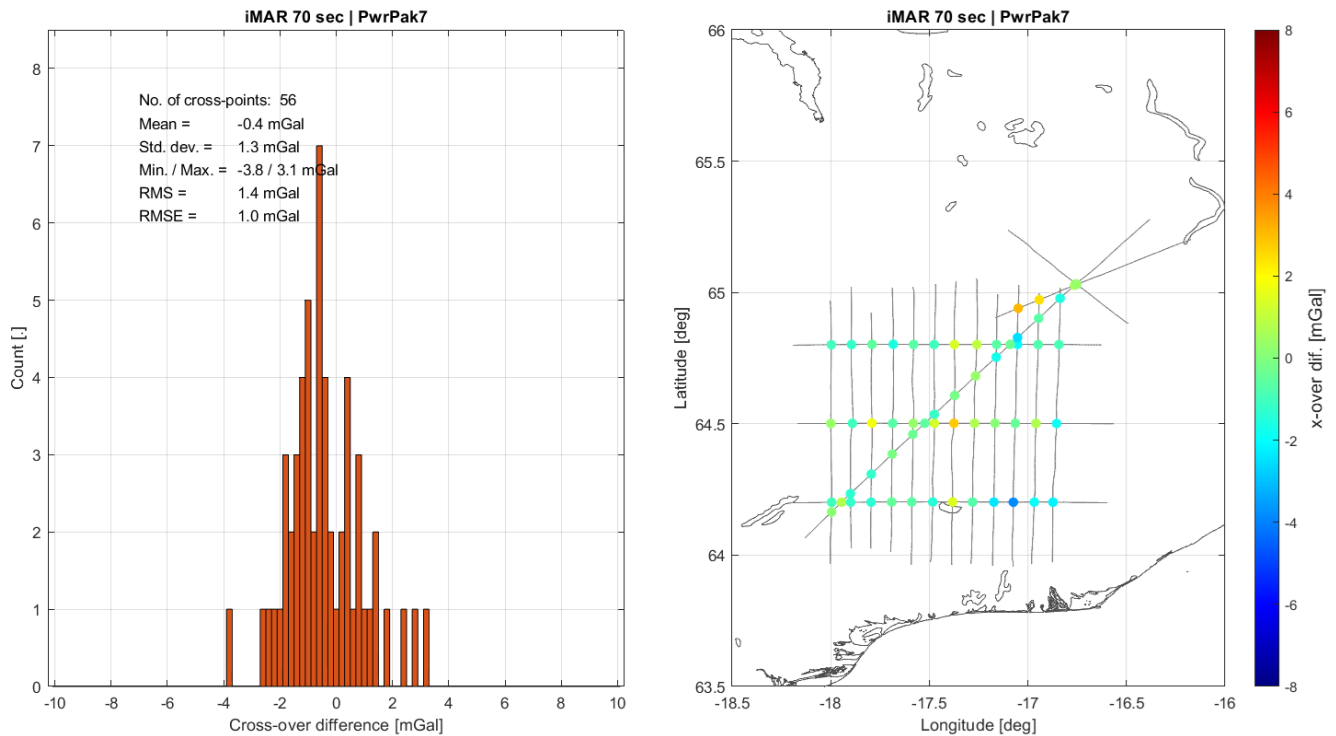 iMAR 70 sec | PwrPak7
8
7
6
5
4
3
2
1
0
Count [.]
No. of cross-points: 56
Mean = -0.4 mGal
Std. dev. = 1.3 mGal
Min. / Max. = -3.8 / 3.1 mGal
RMS = 1.4 mGal
RMSE = 1.0 mGal
-10 -8 -6 -4 -2 0 2 4 6 8 10
Cross-over difference [mGal]
iMAR 70 sec | PwrPak7
66
65.5
65
64.5
64
63.5
Latitude [deg]
-18.5 -18 -17.5 -17 -16.5 -16
Longitude [deg]
8
6
4
2
0
-2
-4
-6
-8
x-over dif. [mGal]